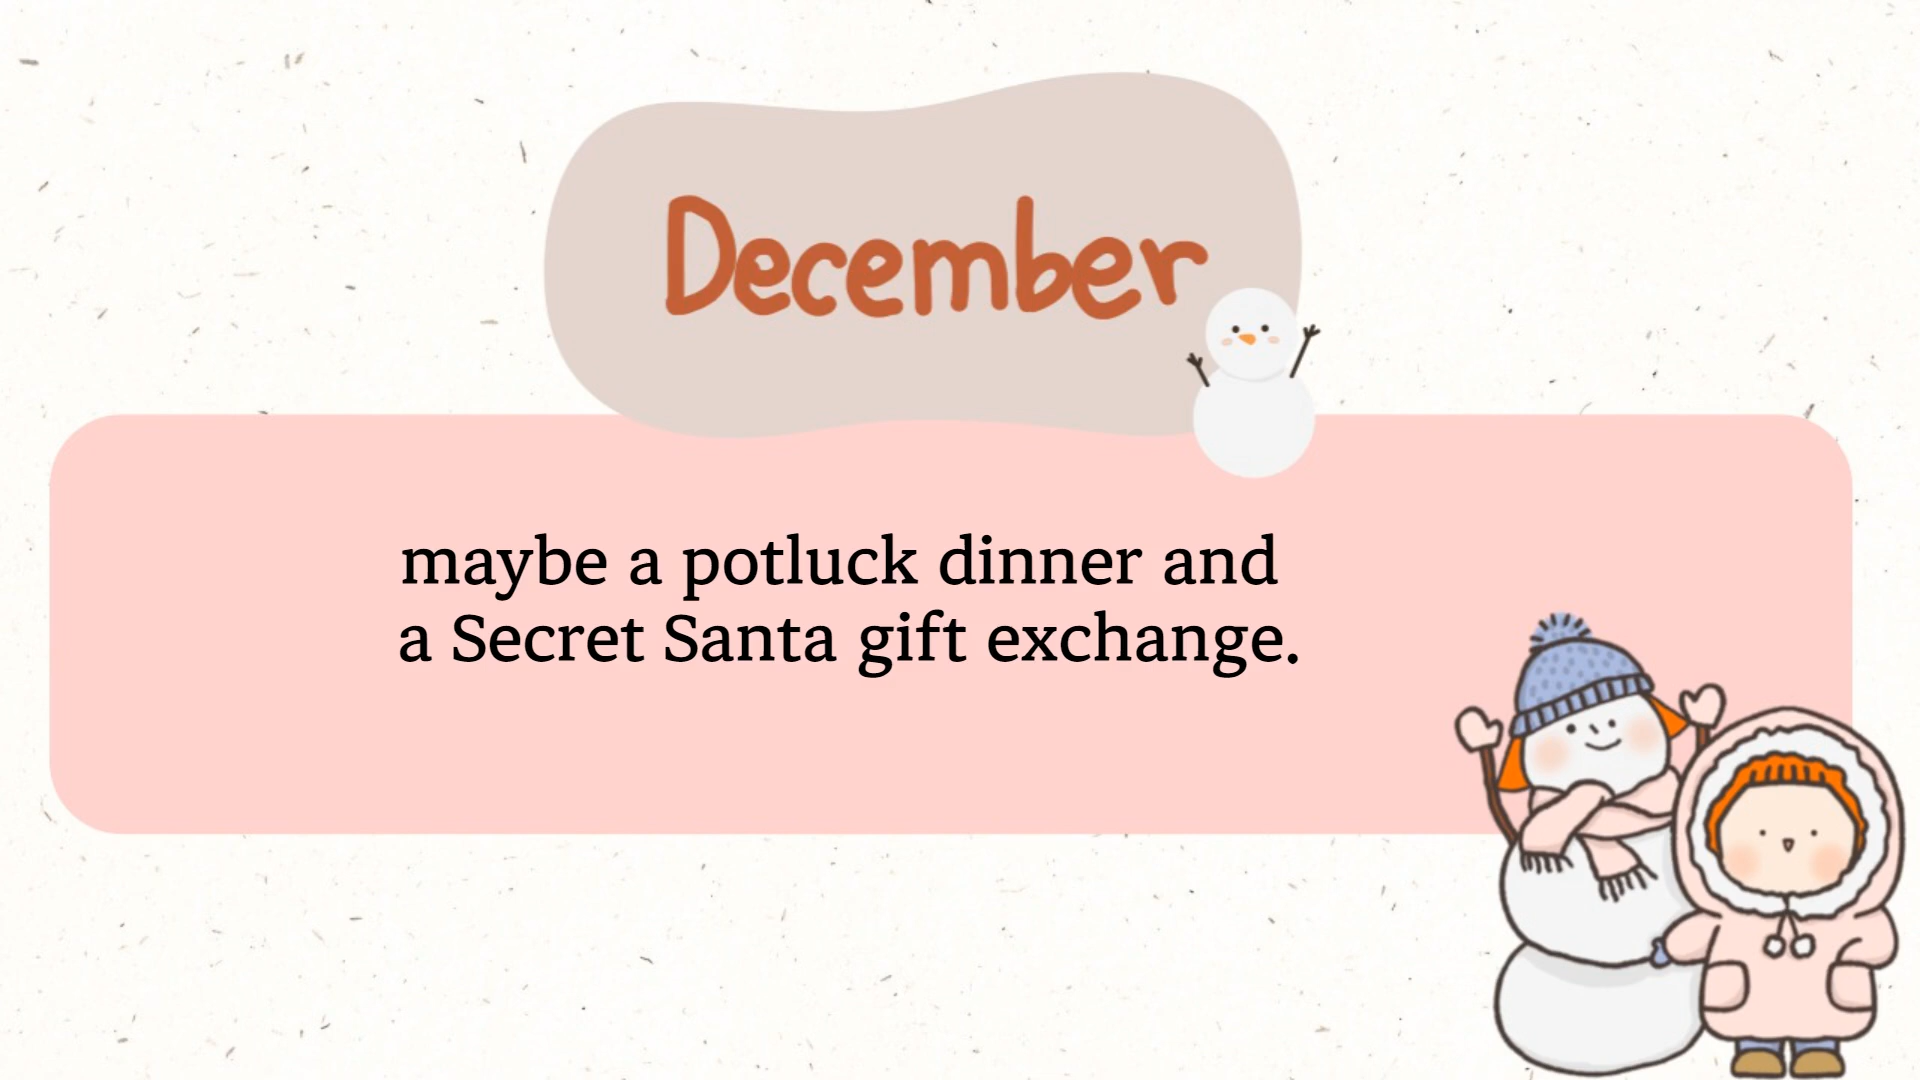 December
maybe a potluck dinner and
a Secret Santa gift exchange.